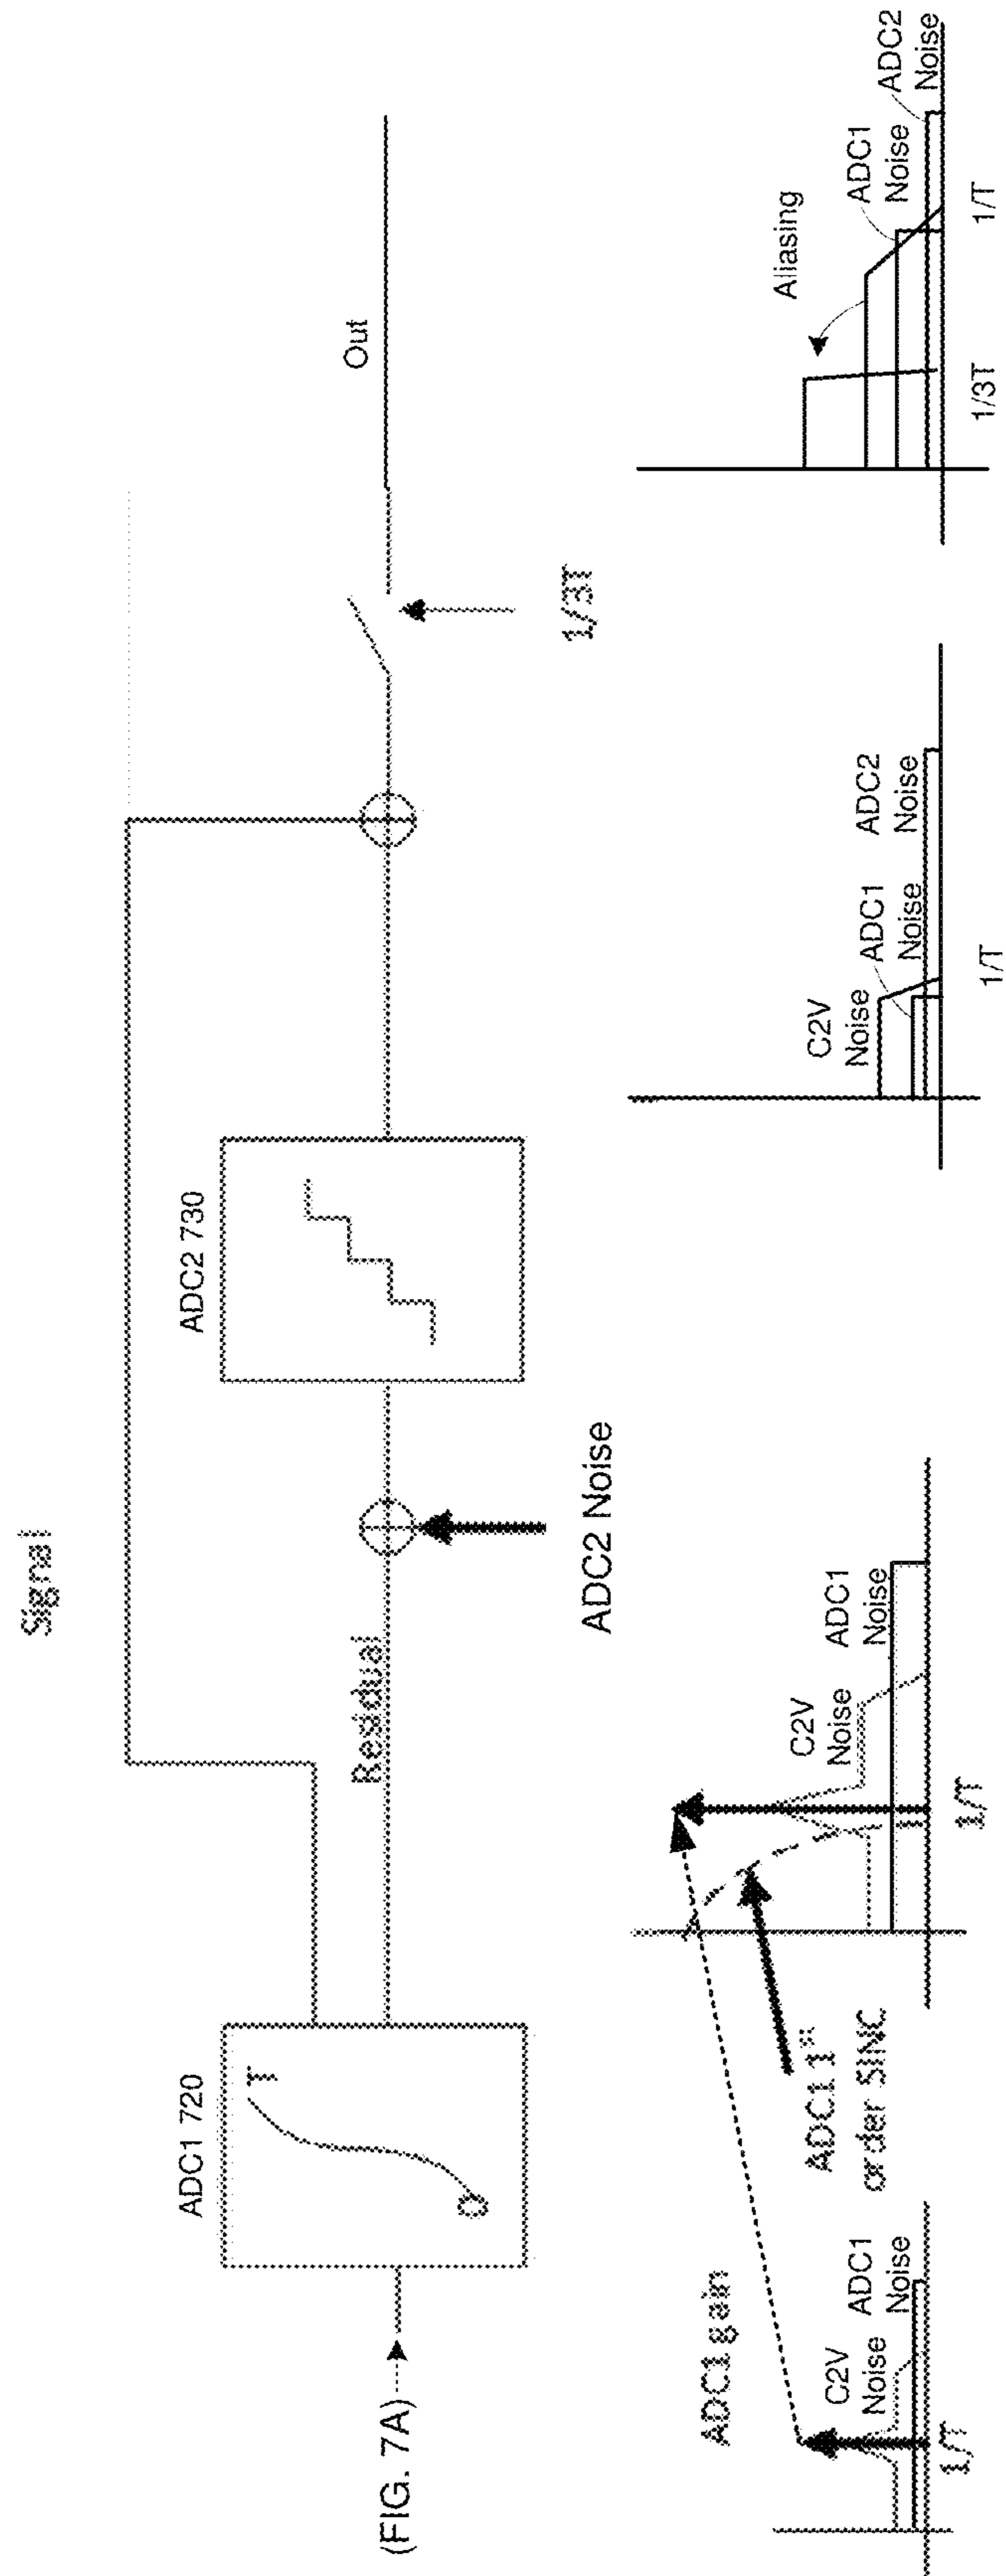 Signal
(FIG. 7A)
ADC1 720
T
0
Residual
ADC2 Noise
ADC2 730
1/3T
Out
ADC1 gain
C2V
Noise
ADC1
Noise
1/T
ADC1 1st
order SINC
C2V
Noise
ADC1
Noise
1/T
C2V
Noise
ADC1
Noise
ADC2
Noise
1/T
Aliasing
ADC1
Noise
ADC2
Noise
1/3T
1/T